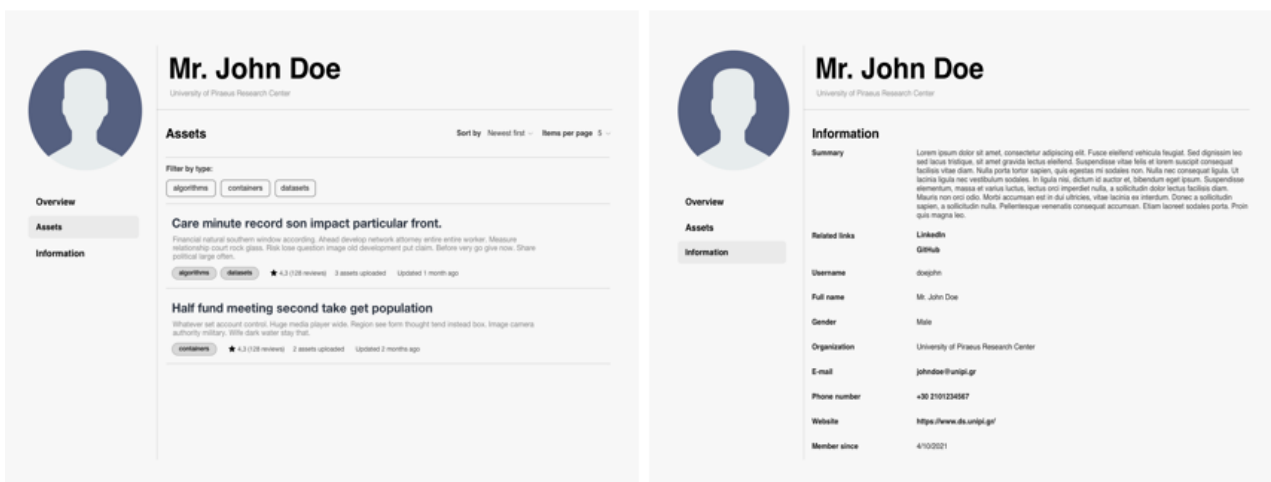 Mr. John Doe
University of Piraeus Research Center
Overview
Assets
Information
Assets
Sort by Newest first Items per page 5
Filter by type:
algorithms containers datasets
Care minute record son impact particular front.
Financial natural southern window according. Ahead develop network attorney entire entire worker. Measure
relationship court rock glass. Risk lose question image old development put claim. Before very go give now. Share
political large often.
algorithms datasets ★ 4,3 (128 reviews) 3 assets uploaded Updated 1 month ago
Half fund meeting second take get population
Whatever set account control. Huge media player wide. Region see form thought tend instead box. Image camera
authority military. Wife dark water stay that.
containers ★ 4,3 (128 reviews) 2 assets uploaded Updated 2 months ago
Mr. John Doe
University of Piraeus Research Center
Overview
Assets
Information
Information
Summary
Lorem ipsum dolor sit amet, consectetur adipiscing elit. Fusce eleifend vehicula feugiat. Sed dignissim leo
sed lacus tristique, sit amet gravida lectus eleifend. Suspendisse vitae felis et lorem suscipit consequat
facilisis vitae diam. Nulla porta tortor sapien, quis egestas mi sodales non. Nulla nec consequat ligula. Ut
lacinia ligula nec vestibulum sodales. In ligula nisi, dictum id auctor et, bibendum eget ipsum. Suspendisse
elementum, massa et varius luctus, lectus orci imperdiet nulla, a sollicitudin dolor lectus facilisis diam.
Mauris non orci odio. Morbi accumsan est in dui ultricies, vitae lacinia ex interdum. Donec a sollicitudin
sapien, a sollicitudin nulla. Pellentesque venenatis consequat accumsan. Etiam laoreet sodales porta. Proin
quis magna leo.
Related links LinkedIn
GitHub
Username doejohn
Full name Mr. John Doe
Gender Male
Organization University of Piraeus Research Center
E-mail johndoe@unipi.gr
Phone number +30 2101234567
Website https://www.ds.unipi.gr/
Member since 4/10/2021